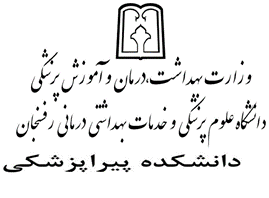 وزارت بهداشت،درمان و آموزش پزشکی
دانشگاه علوم پزشکی و خدمات بهداشتی درمانی رفسنجان
دانشکده پیراپزشکی